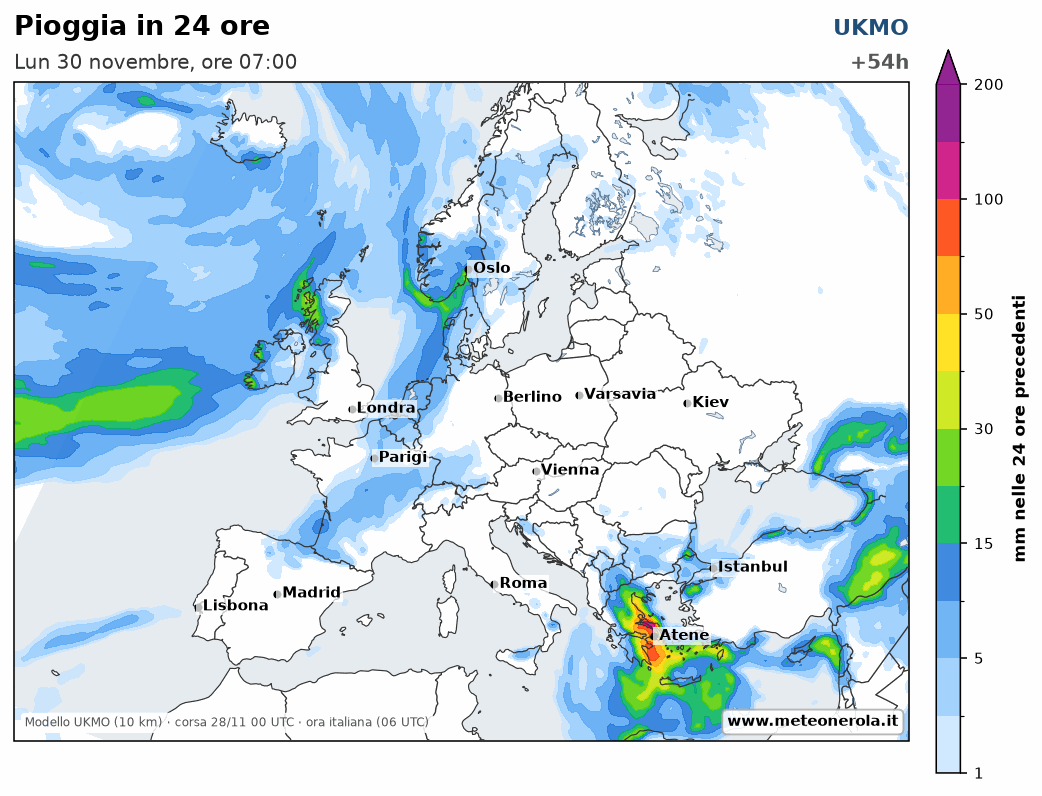 Pioggia in 24 ore
UKMO
Lun 30 novembre, ore 07:00
+54h
200
100
50
30
15
5
1
mm nelle 24 ore precedenti
Oslo
Londra
Berlino
Varsavia
Kiev
Parigi
Vienna
Istanbul
Roma
Madrid
Lisbona
Atene
Modello UKMO (10 km) · corsa 28/11 00 UTC · ora italiana (06 UTC)
www.meteonerola.it